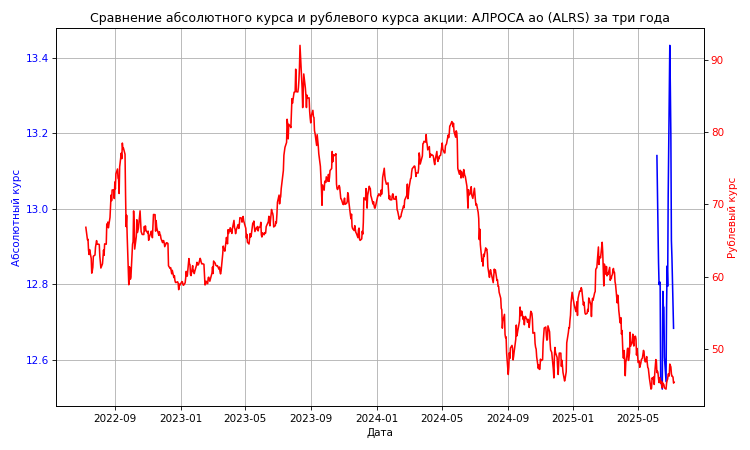 Сравнение абсолютного курса и рублевого курса акции: АЛРОСА ао (ALRS) за три года
13.4
13.2
13.0
12.8
12.6
Абсолютный курс
90
80
70
60
50
Рублевый курс
2022-09 2023-01 2023-05 2023-09 2024-01 2024-05 2024-09 2025-01 2025-05
Дата